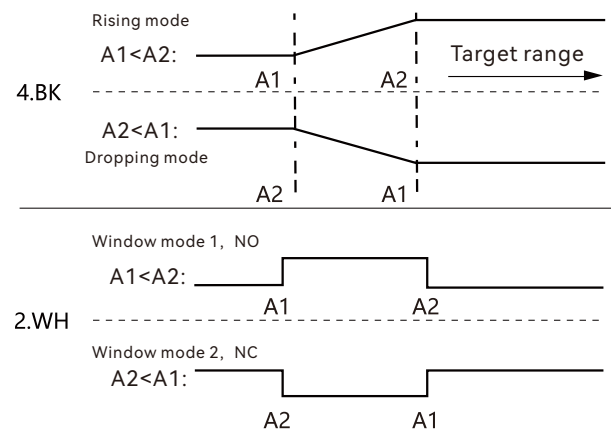 Rising mode
A1<A2:
A1 A2
Target range
4.BK
A2<A1:
Dropping mode
A2 A1
Window mode 1, NO
A1<A2:
A1 A2
2.WH
Window mode 2, NC
A2<A1:
A2 A1